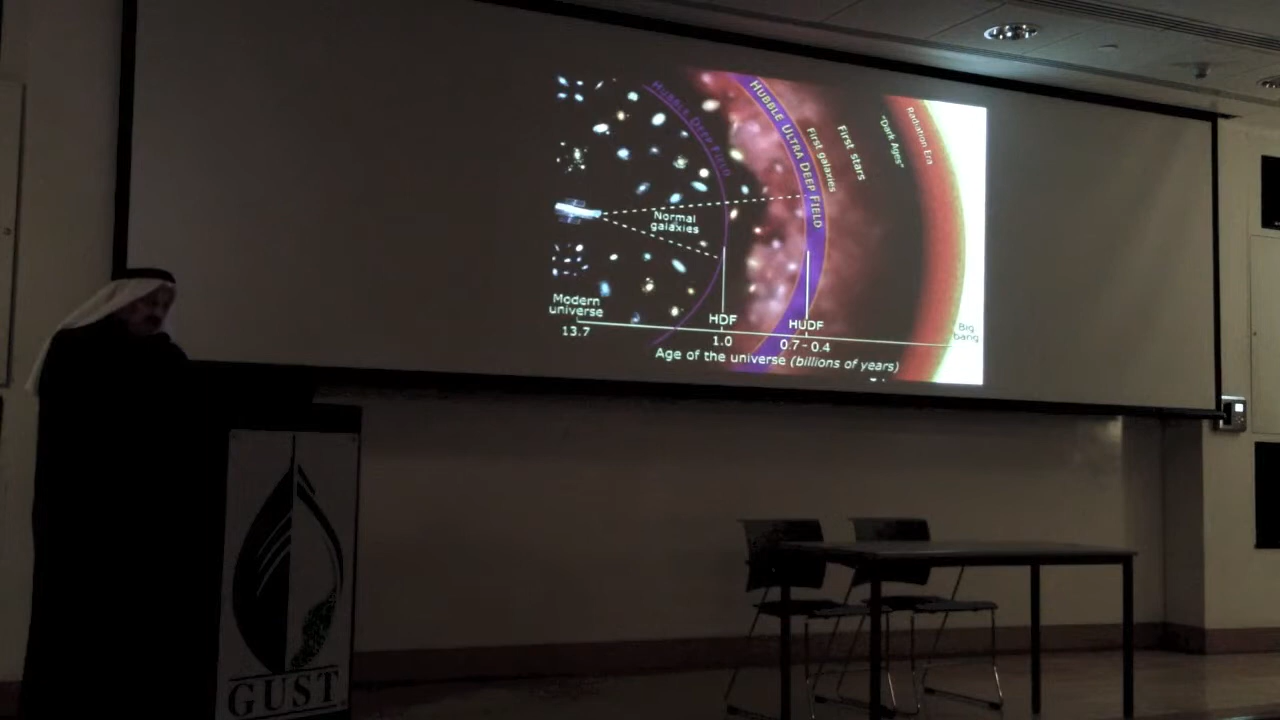 HUBBLE DEEP FIELD
HUBBLE ULTRA DEEP FIELD
First galaxies
First stars
"Dark Ages"
Radiation Era
Normal
galaxies
Modern
universe
HDF
HUDF
Big
bang
13.7
1.0
0.7 - 0.4
Age of the universe (billions of years)
GUST